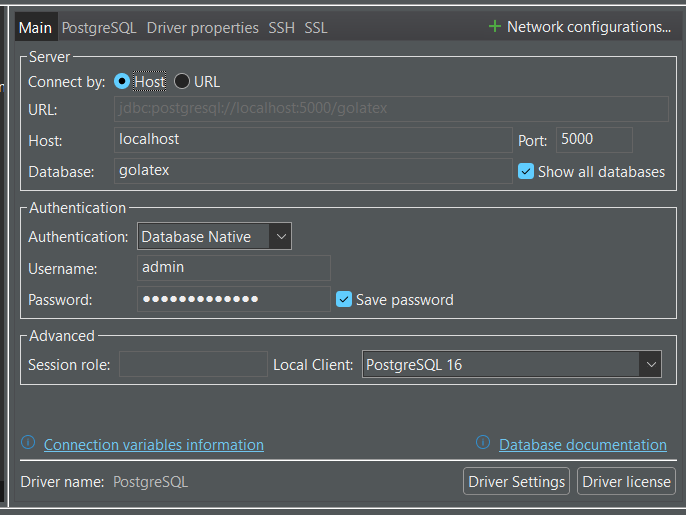 Main PostgreSQL Driver properties SSH SSL Network configurations...
Server
Connect by: Host URL
URL: jdbc:postgresql://localhost:5000/golatex
Host: localhost Port: 5000
Database: golatex Show all databases
Authentication
Authentication: Database Native
Username: admin
Password: ●●●●●●●●●●●●● Save password
Advanced
Session role: Local Client: PostgreSQL 16
Connection variables information Database documentation
Driver name: PostgreSQL Driver Settings Driver license